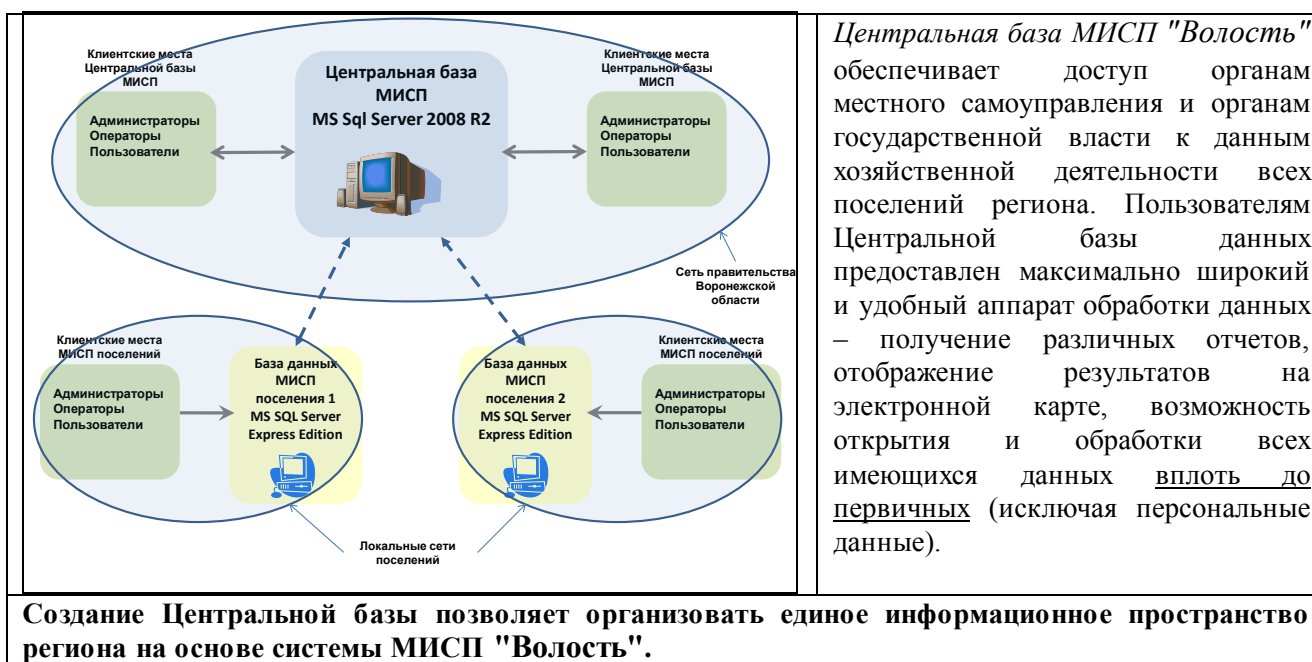 Клиентские места
Центральной базы
МИСП
Администраторы
Операторы
Пользователи
Центральная база
МИСП
MS Sql Server 2008 R2
Клиентские места
Центральной базы
МИСП
Администраторы
Операторы
Пользователи
Сеть правительства
Воронежской
области
Клиентские места
МИСП поселений
Администраторы
Операторы
Пользователи
База данных
МИСП
поселения 1
MS SQL Server
Express Edition
База данных
МИСП
поселения 2
MS SQL Server
Express Edition
Клиентские места
МИСП поселений
Администраторы
Операторы
Пользователи
Локальные сети
поселений
Центральная база МИСП "Волость"
обеспечивает доступ органам
местного самоуправления и органам
государственной власти к данным
хозяйственной деятельности всех
поселений региона. Пользователям
Центральной базы данных
предоставлен максимально широкий
и удобный аппарат обработки данных
– получение различных отчетов,
отображение результатов на
электронной карте, возможность
открытия и обработки всех
имеющихся данных вплоть до
первичных (исключая персональные
данные).
Создание Центральной базы позволяет организовать единое информационное пространство
региона на основе системы МИСП "Волость".